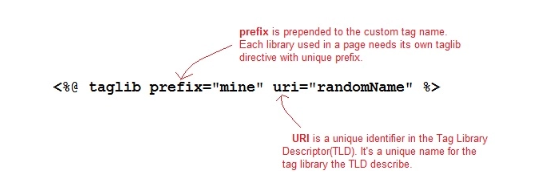 prefix is prepended to the custom tag name.
Each library used in a page needs its own taglib
directive with unique prefix.
<%@ taglib prefix="mine" uri="randomName" %>
URI is a unique identifier in the Tag Library
Descriptor(TLD). It's a unique name for the
tag library the TLD describe.